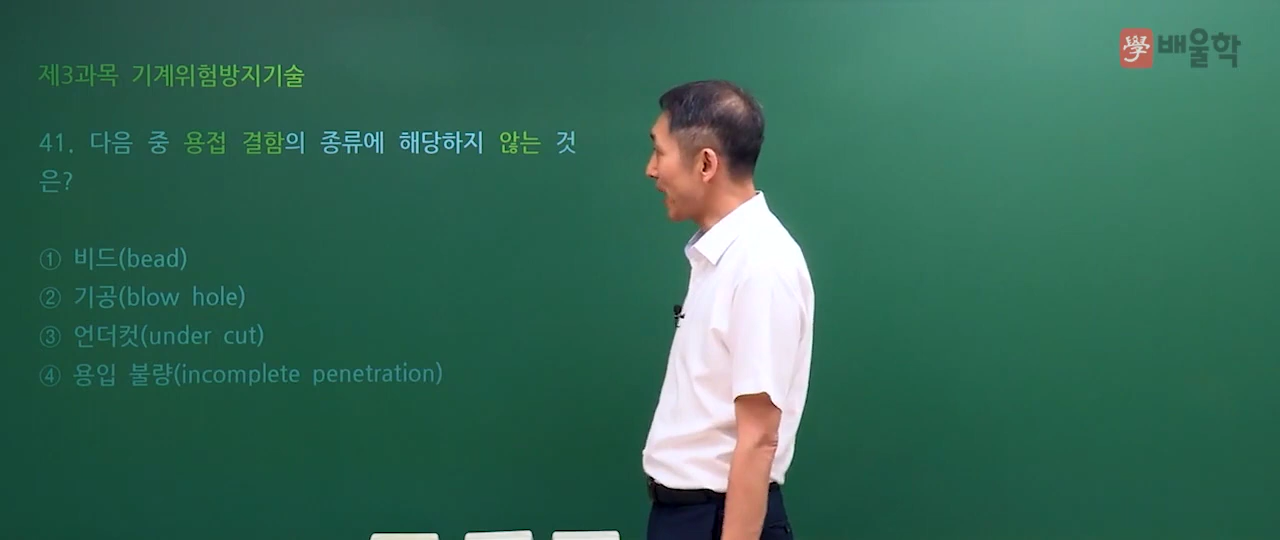 學 배울학
제3과목 기계위험방지기술
41. 다음 중 용접 결함의 종류에 해당하지 않는 것
은?
① 비드(bead)
② 기공(blow hole)
③ 언더컷(under cut)
④ 용입 불량(incomplete penetration)